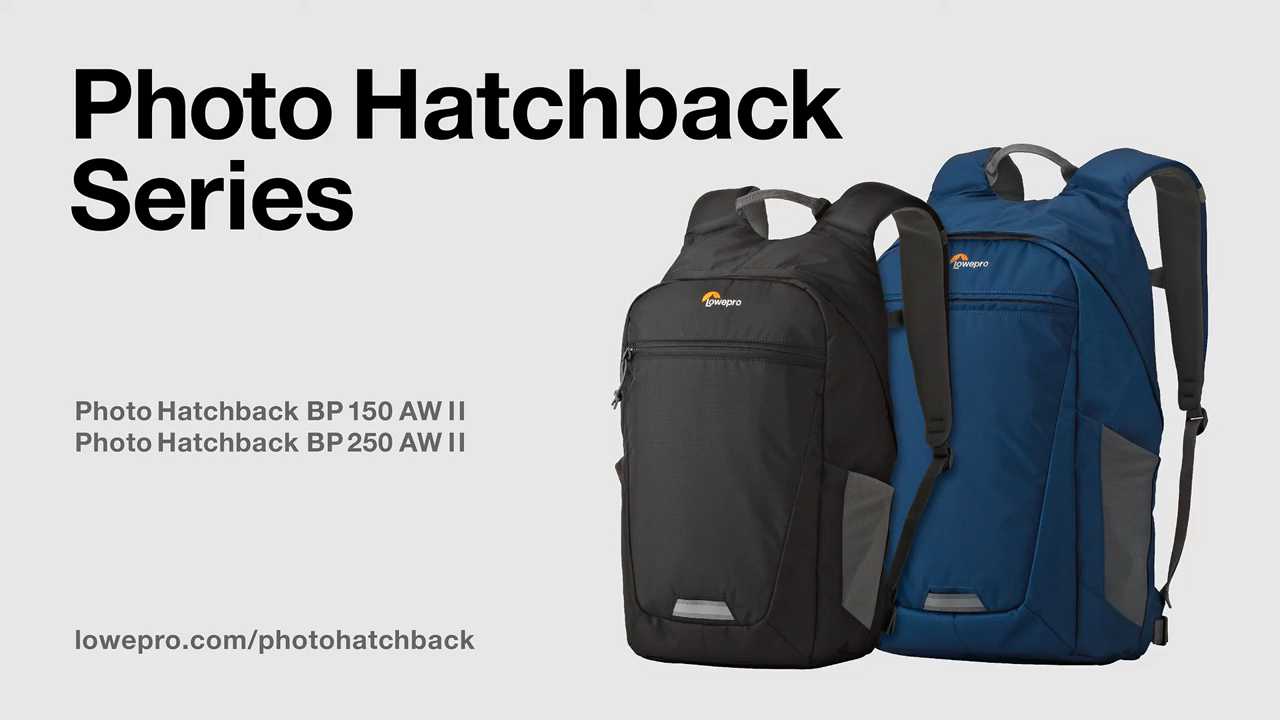 Photo Hatchback
Series
Lowepro
Lowepro
Photo Hatchback BP 150 AW II
Photo Hatchback BP 250 AW II
lowepro.com/photohatchback